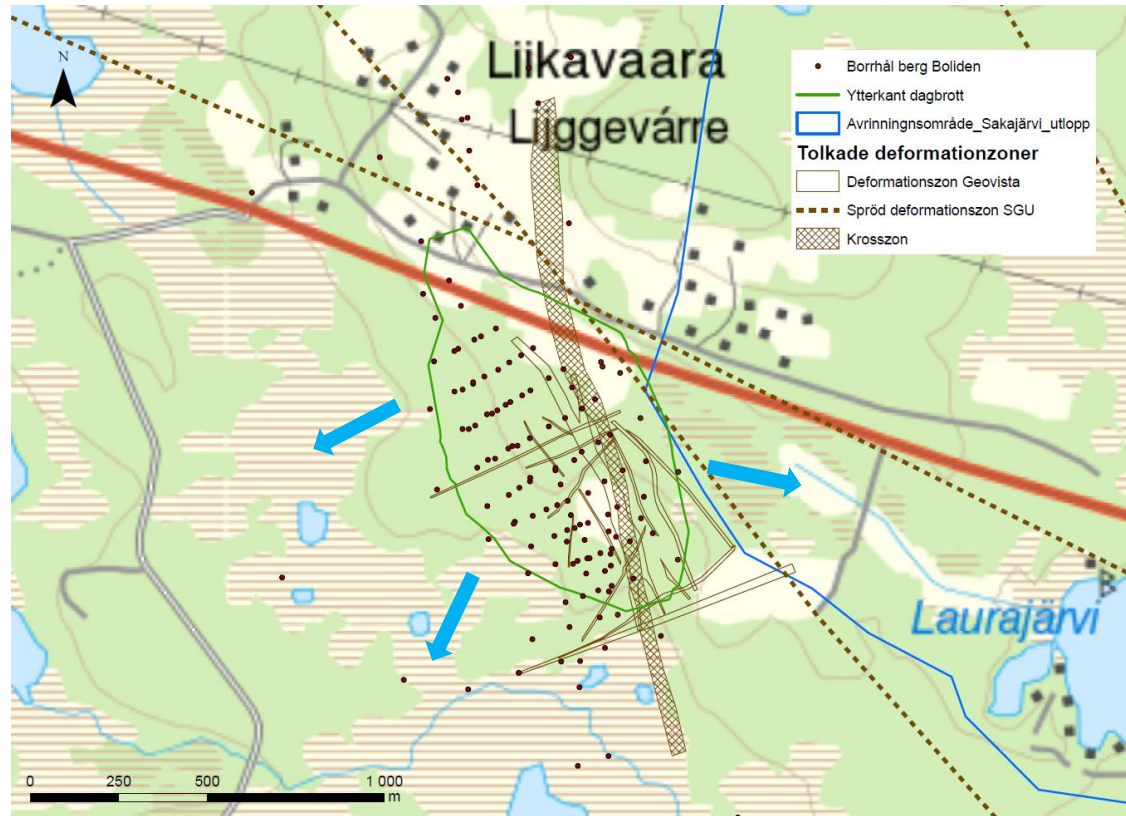 N
Liikavaara
Lijggevárre
Borrhål berg Boliden
Ytterkant dagbrott
Avrinningnsområde_Sakajärvi_utlopp
Tolkade deformationzoner
Deformationszon Geovista
Spröd deformationszon SGU
Krosszon
Laurajärvi
0 250 500 1 000
m